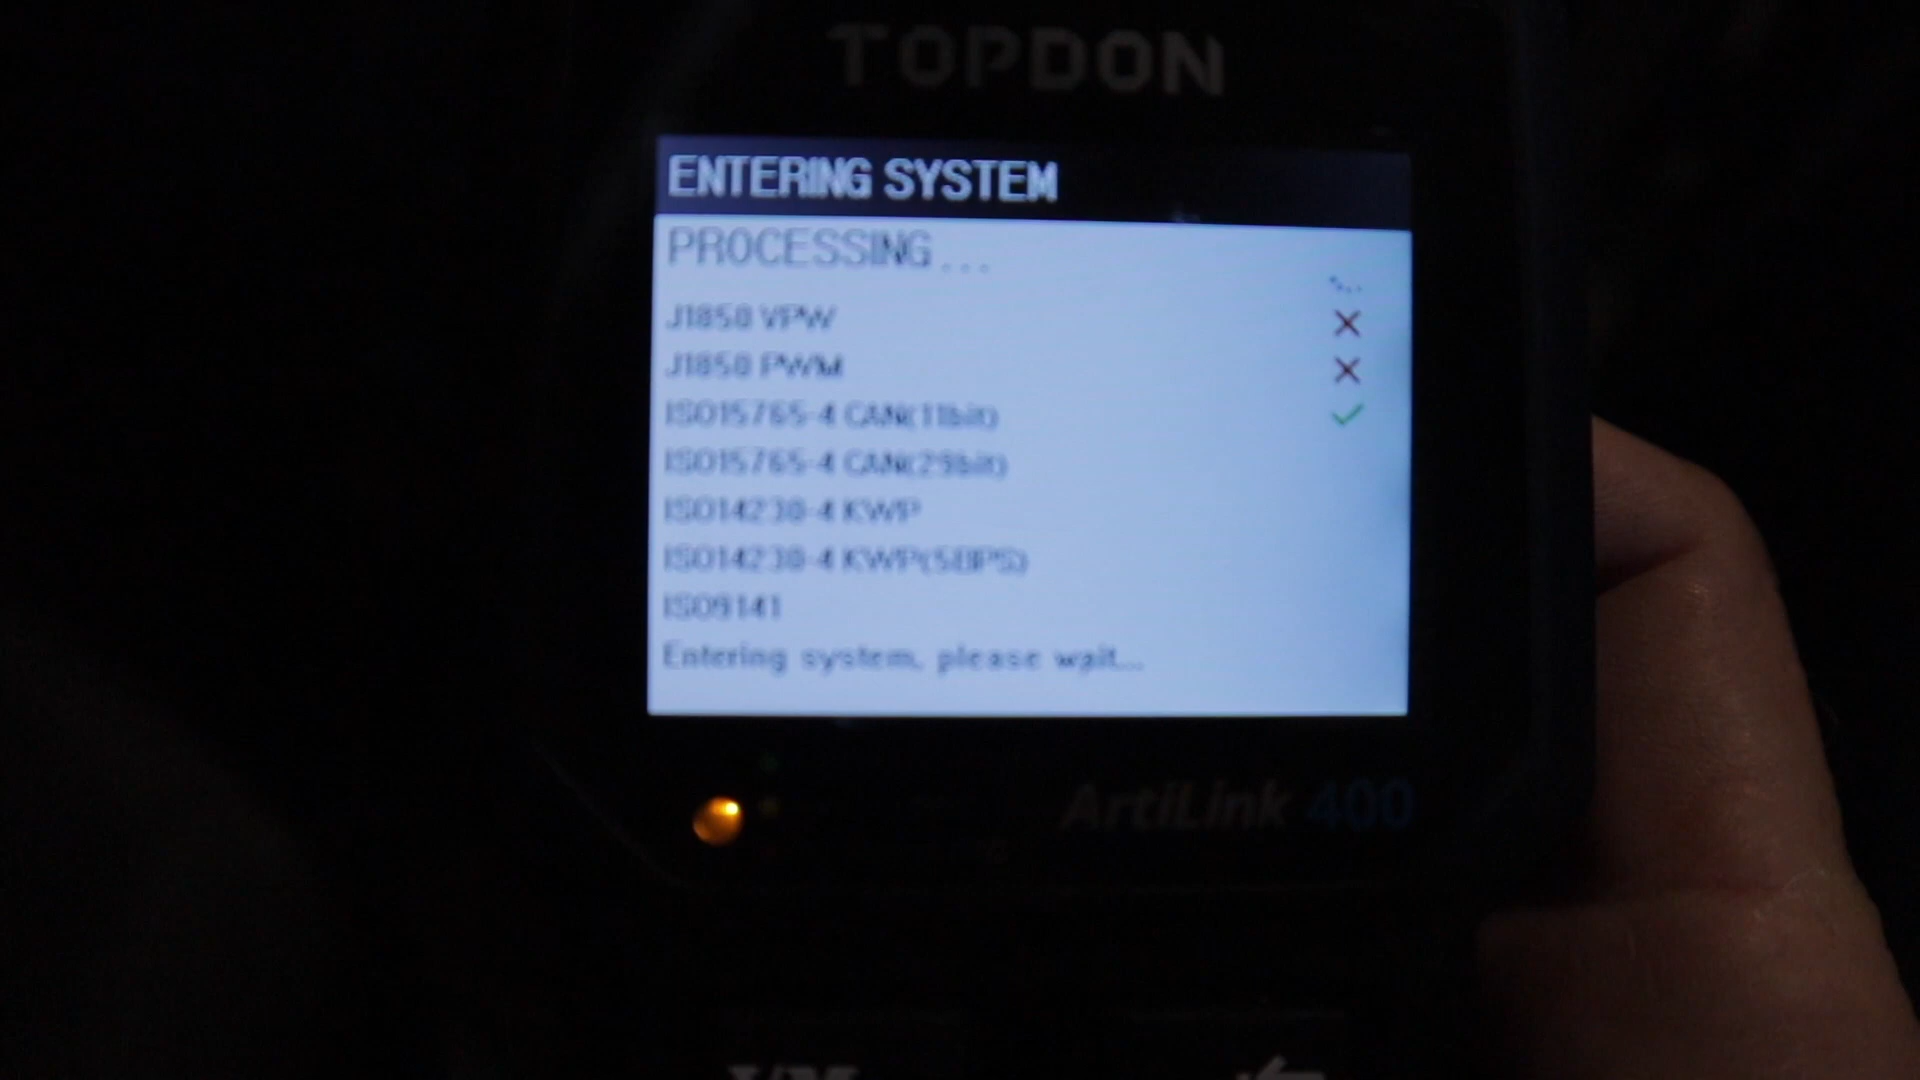 TOPDON
ENTERING SYSTEM
PROCESSING...
J1850 VPW
J1850 PWM
ISO15765-4 CAN(11bit)
ISO15765-4 CAN(29bit)
ISO14230-4 KWP
ISO14230-4 KWP(5BPS)
ISO9141
Entering system, please wait...
ArtiLink 400